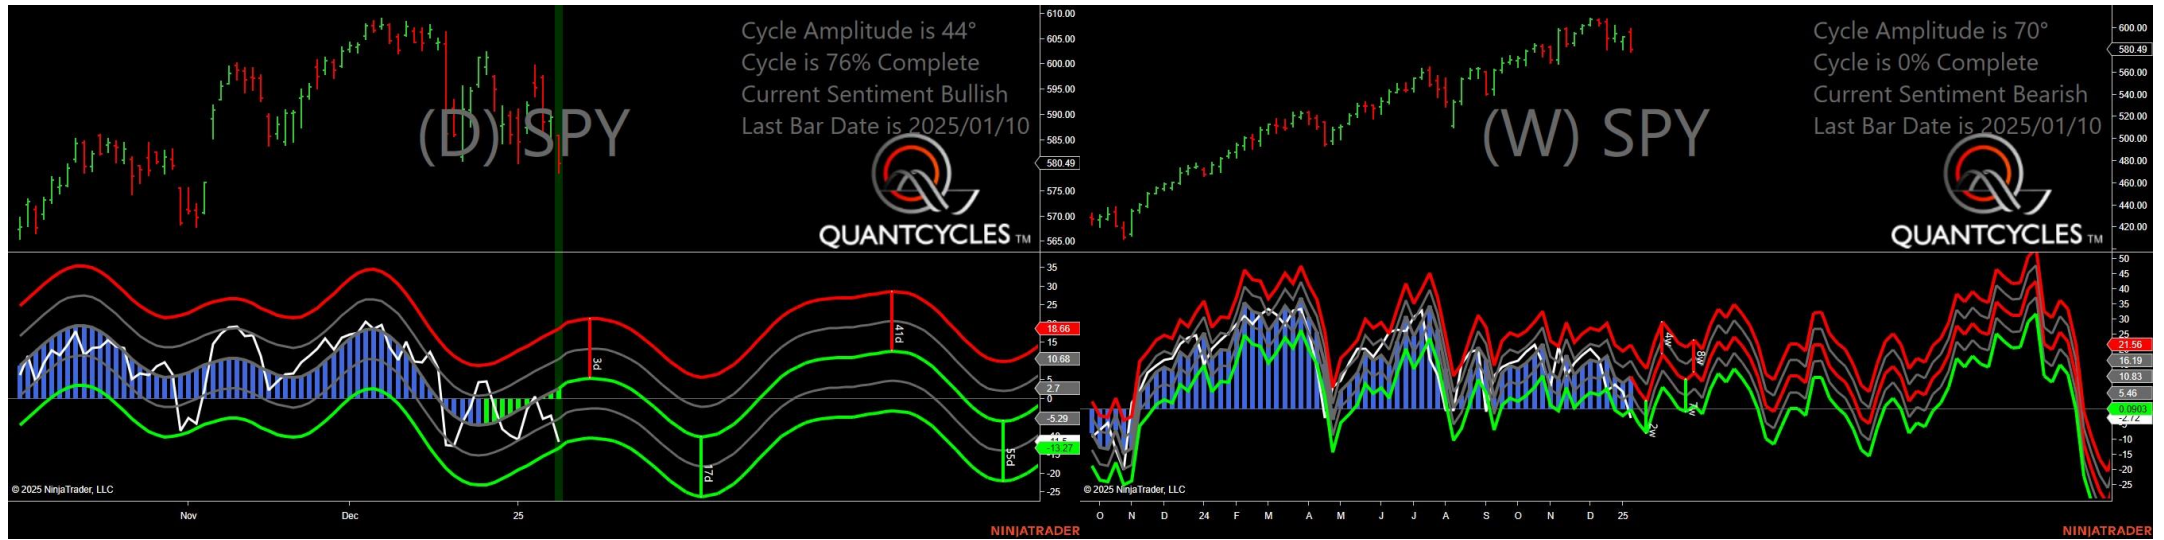 Cycle Amplitude is 44°
Cycle is 76% Complete
Current Sentiment Bullish
Last Bar Date is 2025/01/10
(D) SPY
QUANTCYCLES TM
610.00
605.00
600.00
595.00
590.00
585.00
580.49
575.00
570.00
565.00
35
30
25
18.66
15
10.68
5
2.7
0
-5.29
-13.27
-15
-20
-25
3d
17d
41d
55d
© 2025 NinjaTrader, LLC
Nov
Dec
25
NINJATRADER
Cycle Amplitude is 70°
Cycle is 0% Complete
Current Sentiment Bearish
Last Bar Date is 2025/01/10
(W) SPY
QUANTCYCLES TM
600.00
580.49
560.00
540.00
520.00
500.00
480.00
460.00
440.00
420.00
50
45
40
35
30
25
21.56
16.19
10.83
5.46
0.0903
-2.72
-10
-15
-20
-25
2w
4w
7w
8w
© 2025 NinjaTrader, LLC
O
N
D
24
F
M
A
M
J
J
A
S
O
N
D
25
NINJATRADER